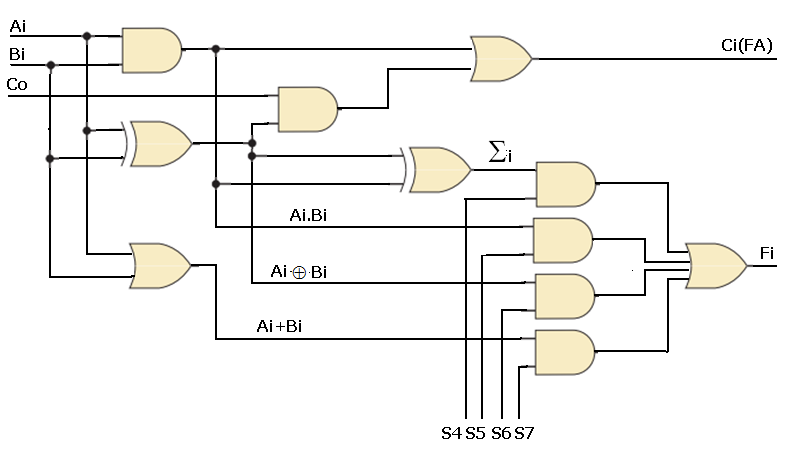 Ai
Ci(FA)
Bi
Co
Σi
Ai.Bi
Fi
Ai⊕Bi
Ai+Bi
S4 S5 S6 S7